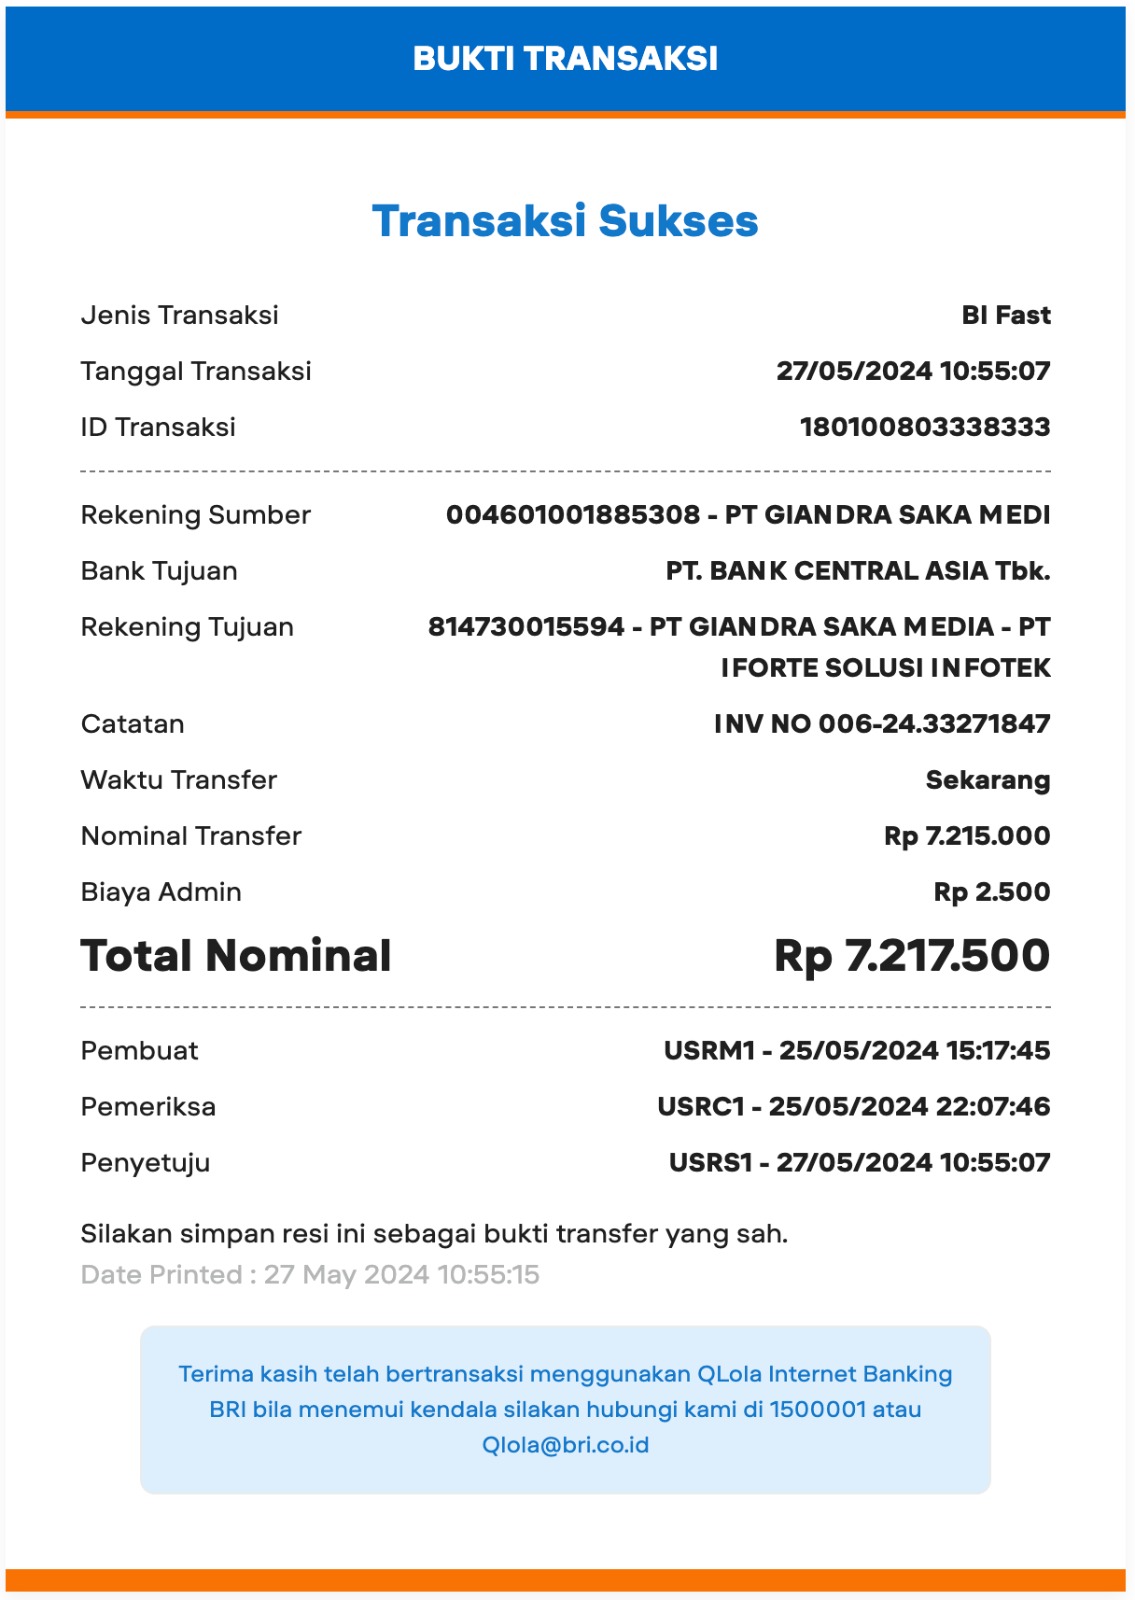 BUKTI TRANSAKSI
Transaksi Sukses
Jenis Transaksi BI Fast
Tanggal Transaksi 27/05/2024 10:55:07
ID Transaksi 180100803338333
Rekening Sumber 004601001885308 - PT GIANDRA SAKA MEDI
Bank Tujuan PT. BANK CENTRAL ASIA Tbk.
Rekening Tujuan 814730015594 - PT GIANDRA SAKA MEDIA - PT
IFORTE SOLUSI INFOTEK
Catatan INV NO 006-24.33271847
Waktu Transfer Sekarang
Nominal Transfer Rp 7.215.000
Biaya Admin Rp 2.500
Total Nominal Rp 7.217.500
Pembuat USRM1 - 25/05/2024 15:17:45
Pemeriksa USRC1 - 25/05/2024 22:07:46
Penyetuju USRS1 - 27/05/2024 10:55:07
Silakan simpan resi ini sebagai bukti transfer yang sah.
Date Printed : 27 May 2024 10:55:15
Terima kasih telah bertransaksi menggunakan QLola Internet Banking
BRI bila menemui kendala silakan hubungi kami di 1500001 atau
Qlola@bri.co.id